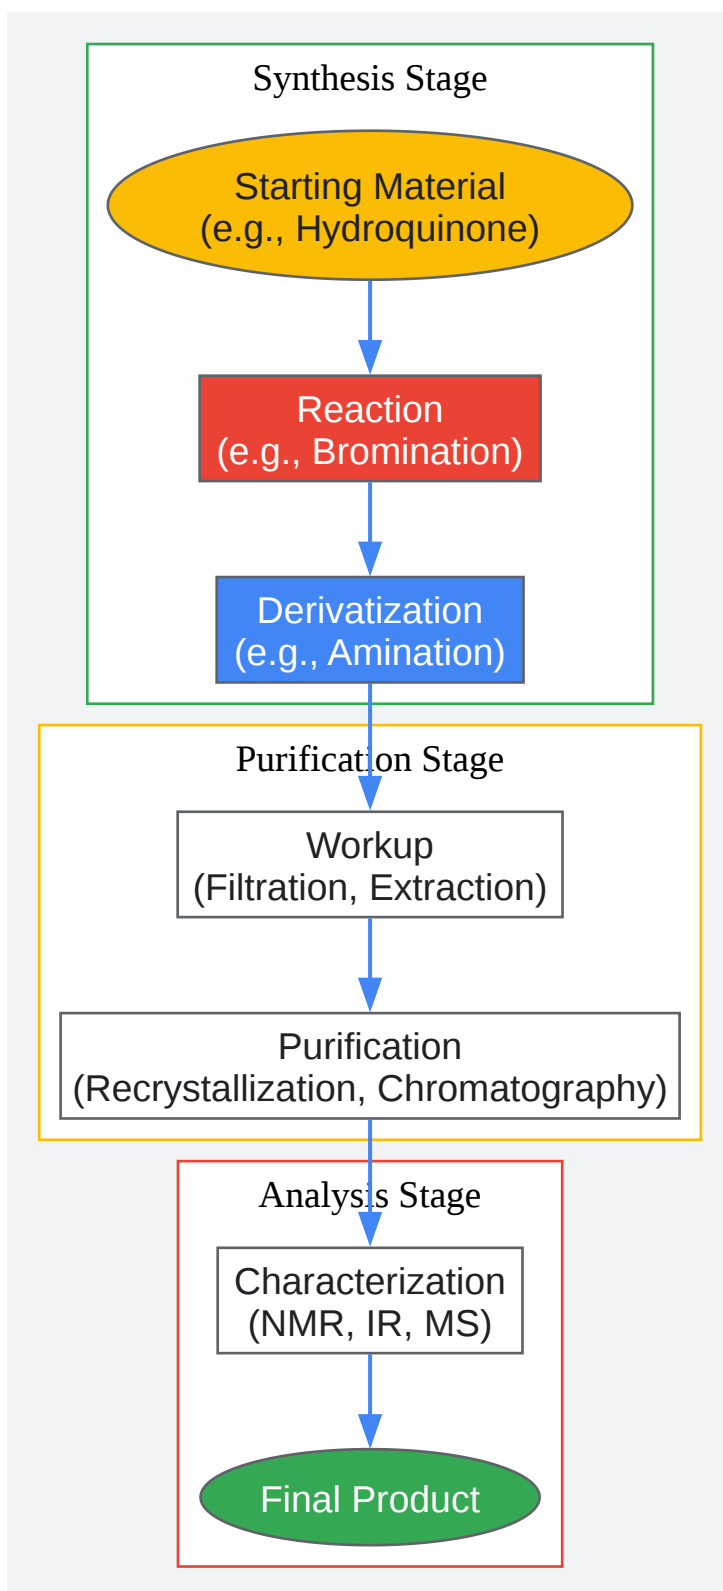 Synthesis Stage
Starting Material
(e.g., Hydroquinone)
Reaction
(e.g., Bromination)
Derivatization
(e.g., Amination)
Purification Stage
Workup
(Filtration, Extraction)
Purification
(Recrystallization, Chromatography)
Analysis Stage
Characterization
(NMR, IR, MS)
Final Product